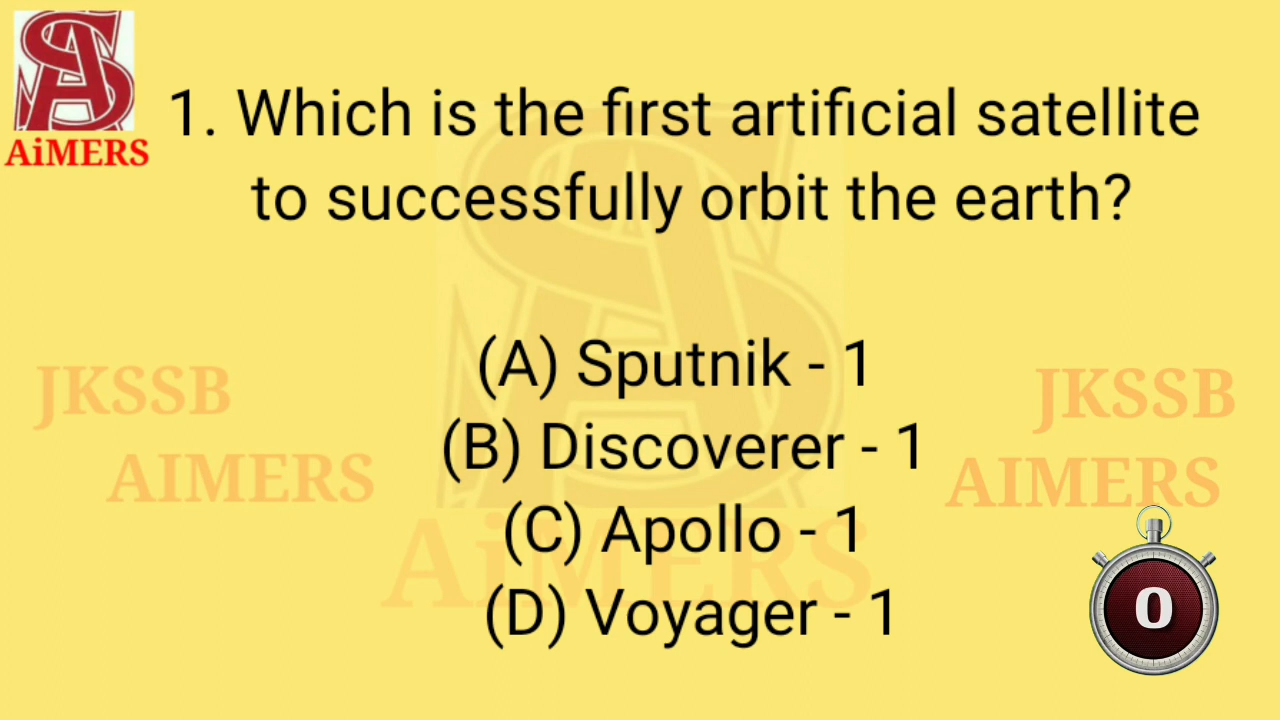 AiMERS
1. Which is the first artificial satellite
to successfully orbit the earth?
(A) Sputnik - 1
(B) Discoverer - 1
(C) Apollo - 1
(D) Voyager - 1
JKSSB
AIMERS
JKSSB
AIMERS
AiMERS
0